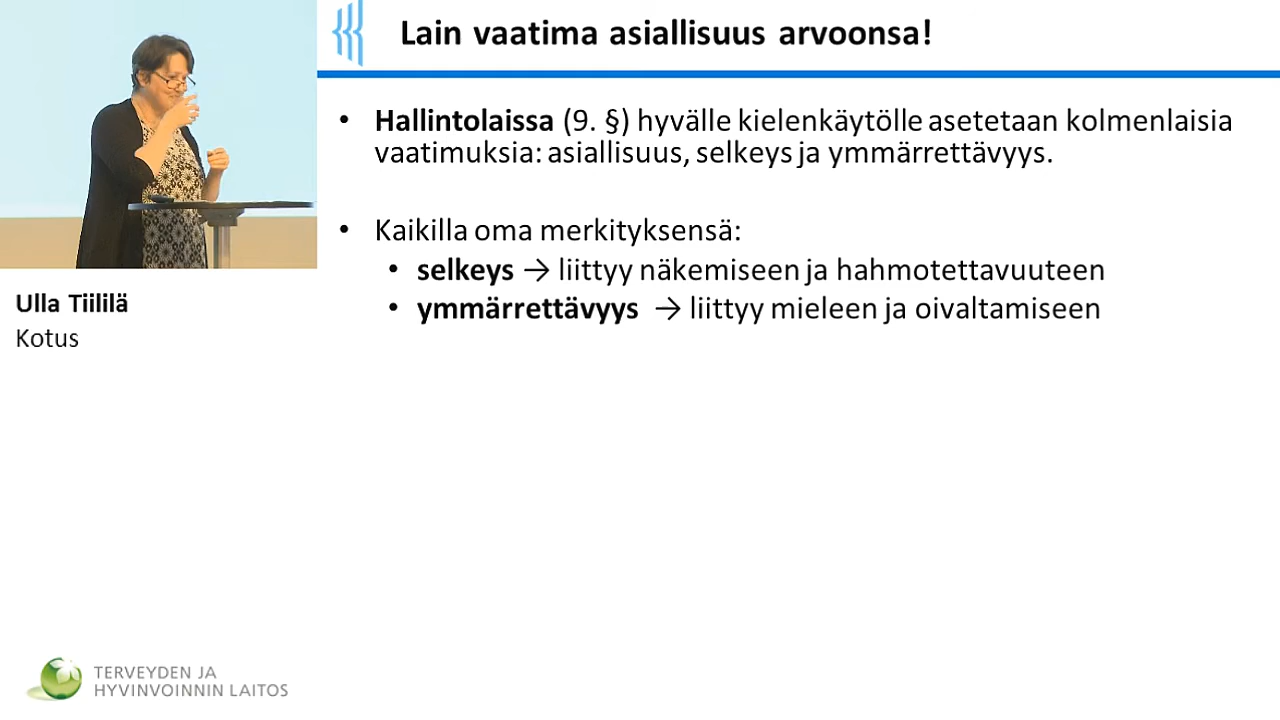 Lain vaatima asiallisuus arvoonsa!
• Hallintolaissa (9. §) hyvälle kielenkäytölle asetetaan kolmenlaisia
vaatimuksia: asiallisuus, selkeys ja ymmärrettävyys.
• Kaikilla oma merkityksensä:
• selkeys → liittyy näkemiseen ja hahmotettavuuteen
• ymmärrettävyys → liittyy mieleen ja oivaltamiseen
Ulla Tiililä
Kotus
TERVEYDEN JA
HYVINVOINNIN LAITOS